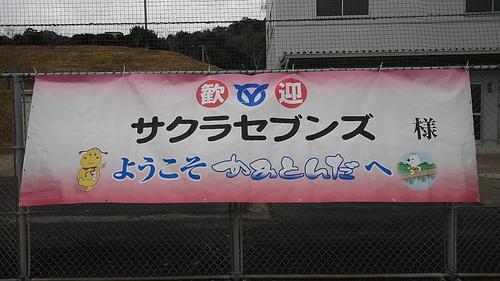 歓迎
サクラセブンズ 様
ようこそ かみとんだ へ